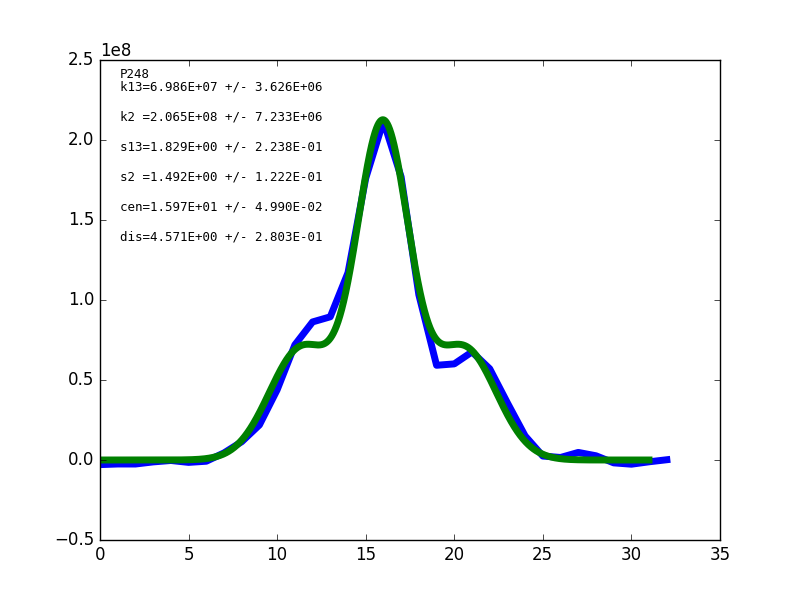 1e8
2.5
2.0
1.5
1.0
0.5
0.0
−0.5
P248
k13=6.986E+07 +/- 3.626E+06
k2 =2.065E+08 +/- 7.233E+06
s13=1.829E+00 +/- 2.238E-01
s2 =1.492E+00 +/- 1.222E-01
cen=1.597E+01 +/- 4.990E-02
dis=4.571E+00 +/- 2.803E-01
0 5 10 15 20 25 30 35